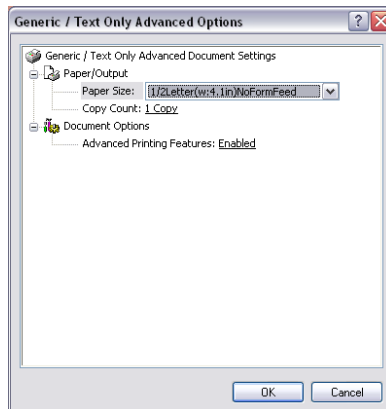 Generic / Text Only Advanced Options
Generic / Text Only Advanced Document Settings
Paper/Output
Paper Size: 1/2Letter(w:4.1in)NoFormFeed
Copy Count: 1 Copy
Document Options
Advanced Printing Features: Enabled
OK Cancel